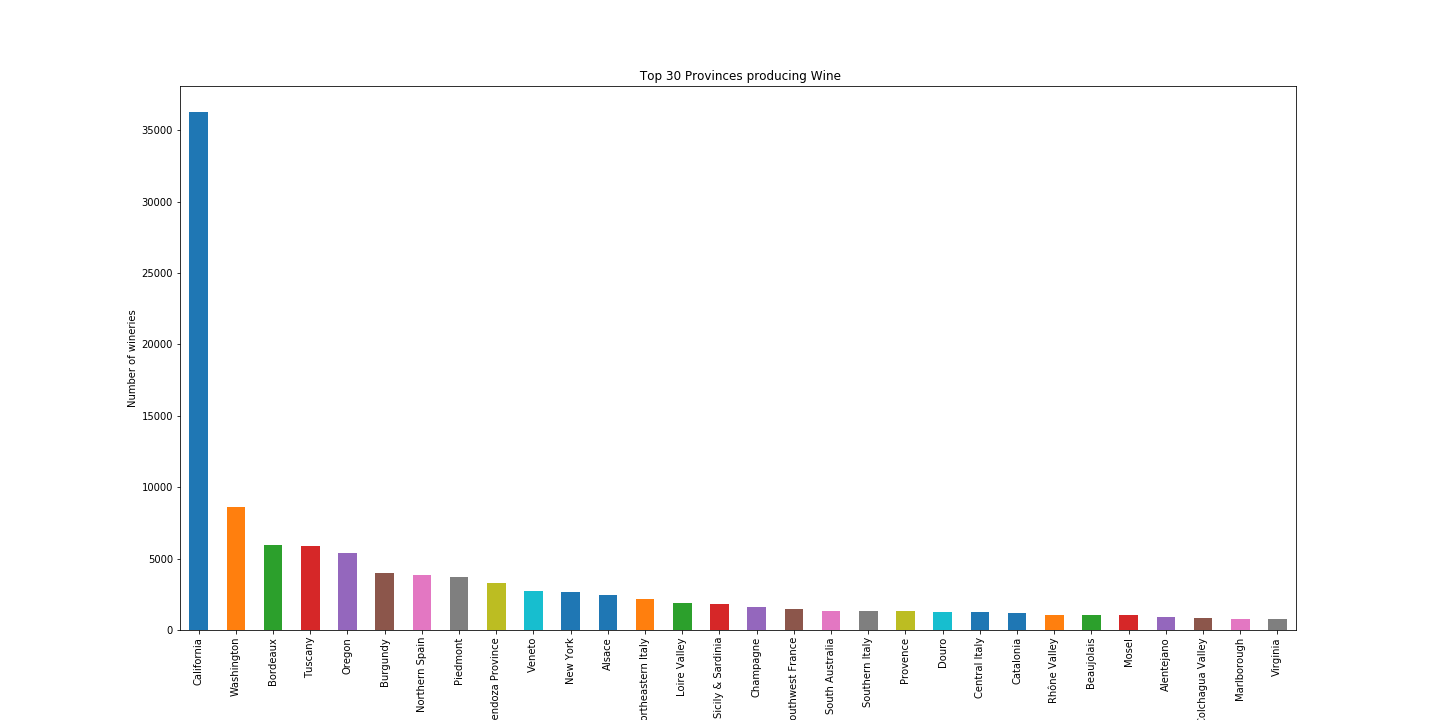 Top 30 Provinces producing Wine
Number of wineries
35000
30000
25000
20000
15000
10000
5000
0
California
Washington
Bordeaux
Tuscany
Oregon
Burgundy
Northern Spain
Piedmont
endoza Province
Veneto
New York
Alsace
ortheastern Italy
Loire Valley
Sicily & Sardinia
Champagne
outhwest France
South Australia
Southern Italy
Provence
Douro
Central Italy
Catalonia
Rhône Valley
Beaujolais
Mosel
Alentejano
olchagua Valley
Marlborough
Virginia